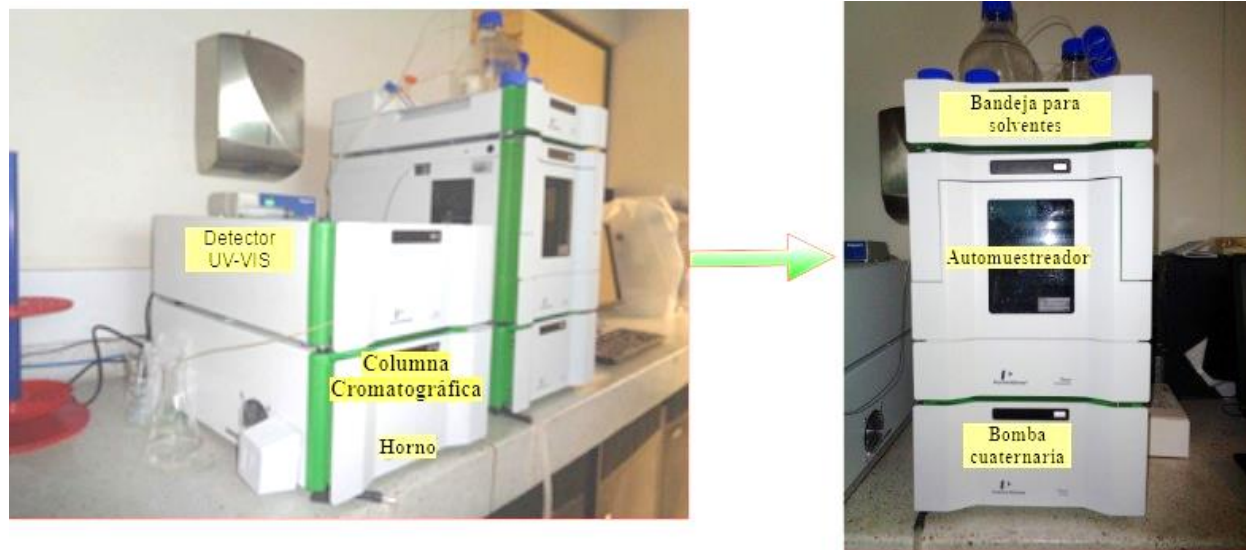 Detector
UV-VIS
Columna
Cromatográfica
Horno
Bandeja para
solventes
Automuestreador
Bomba
cuaternaria